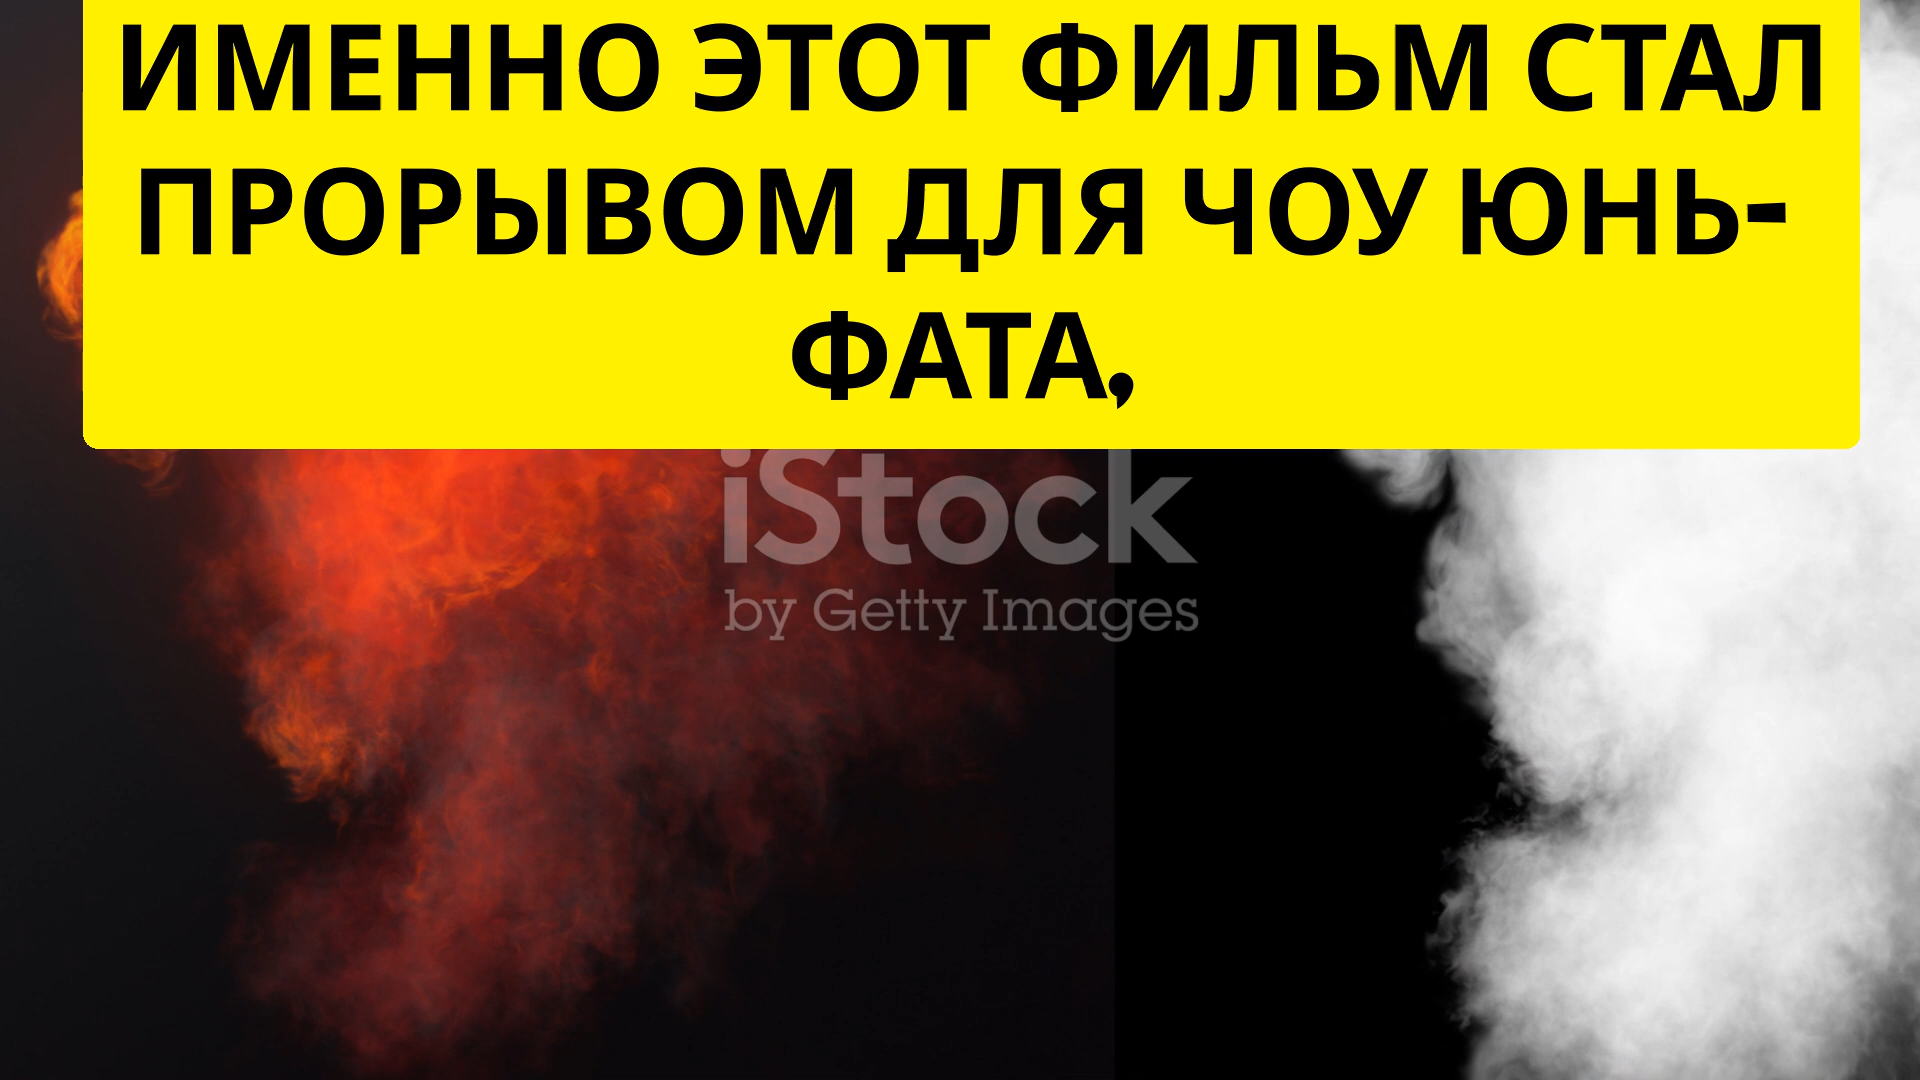 ИМЕННО ЭТОТ ФИЛЬМ СТАЛ
ПРОРЫВОМ ДЛЯ ЧОУ ЮНЬ-
ФАТА,
iStock
by Getty Images